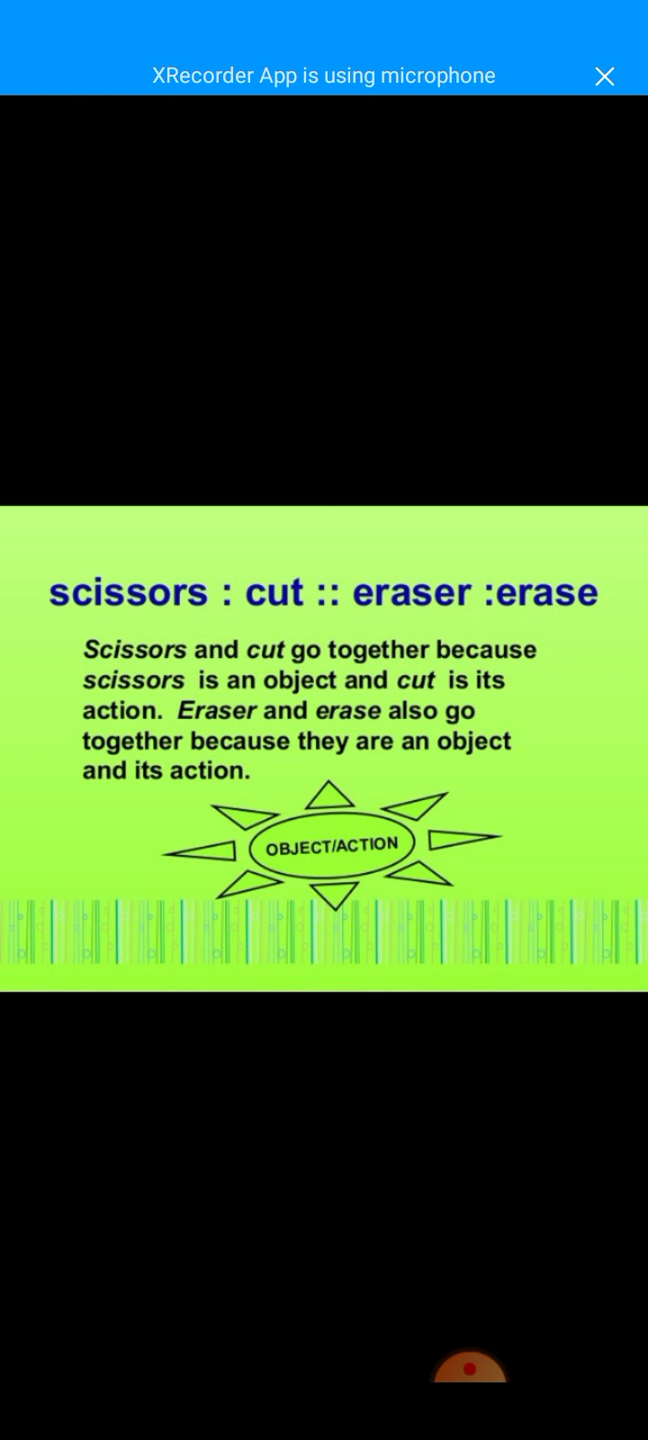 XRecorder App is using microphone
scissors : cut :: eraser :erase
Scissors and cut go together because
scissors is an object and cut is its
action. Eraser and erase also go
together because they are an object
and its action.
OBJECT/ACTION